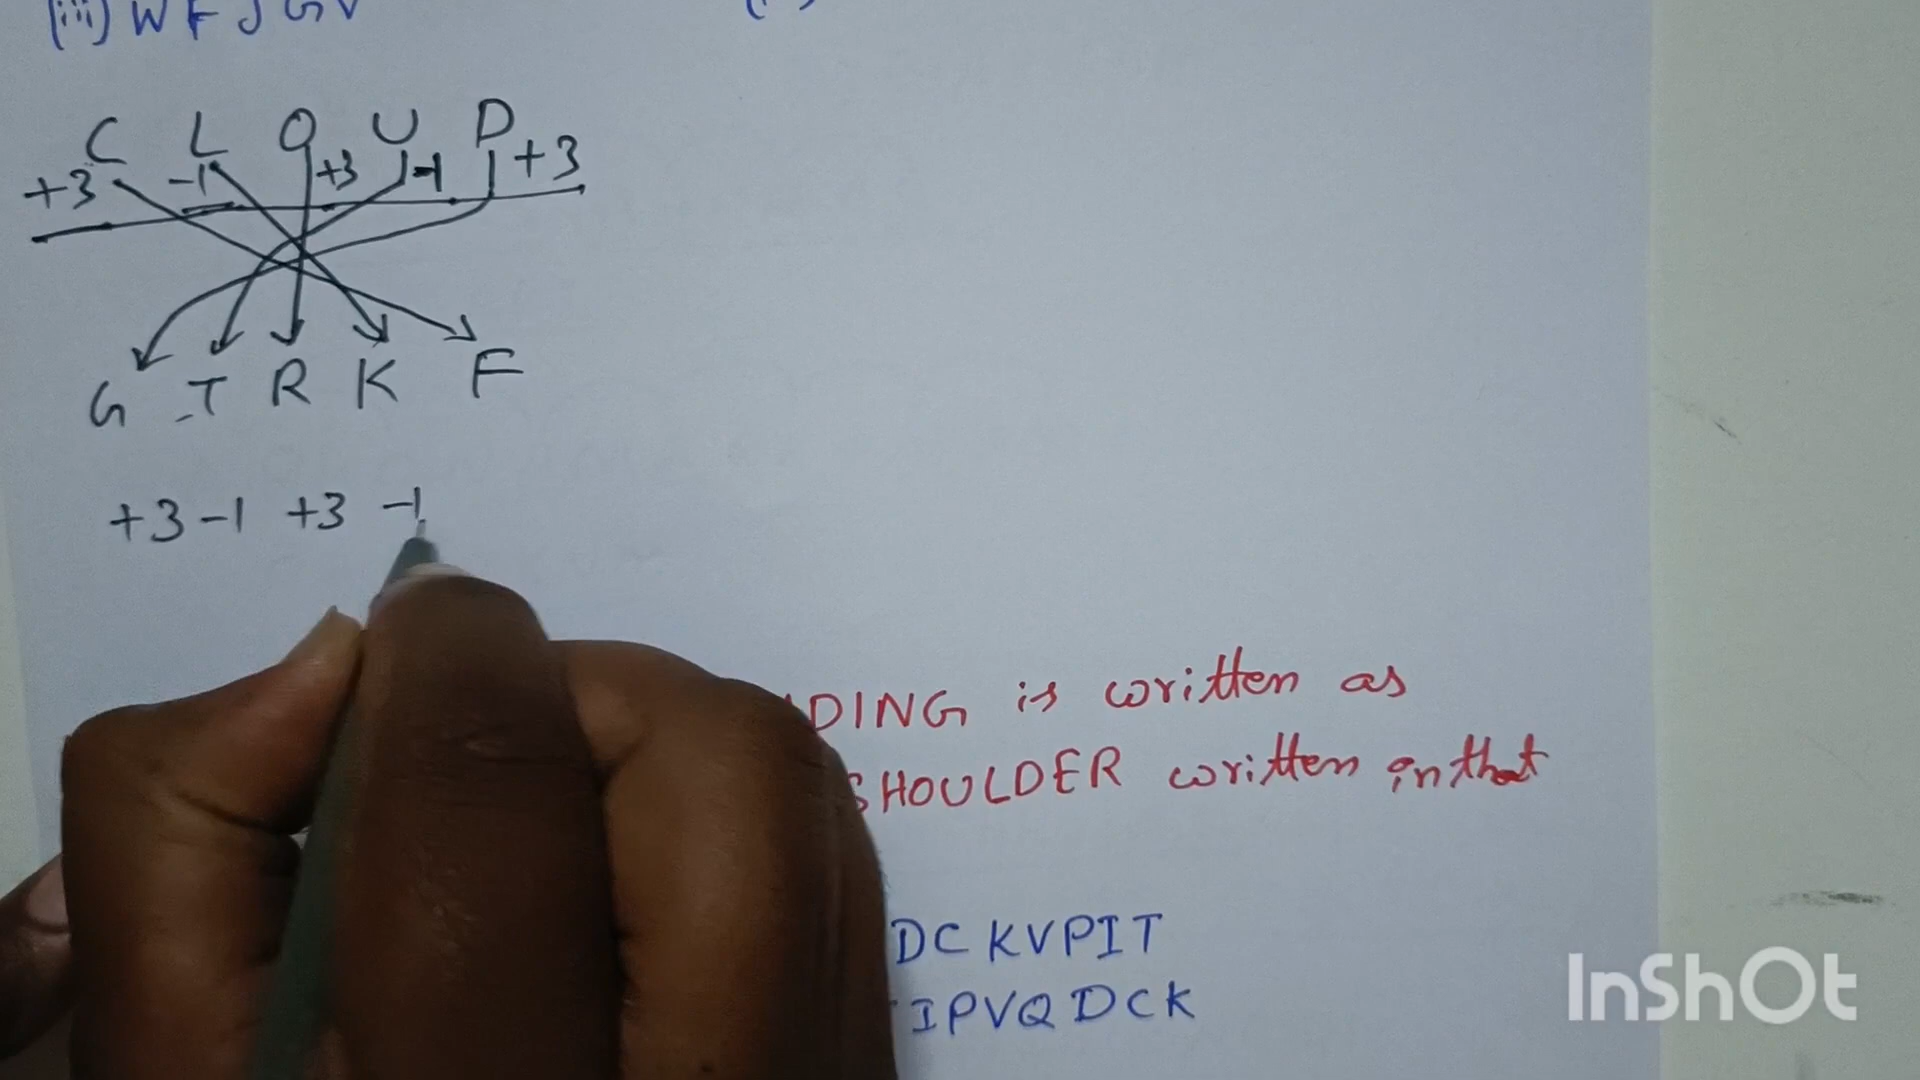 (iii) W F J G V
C L O U D
+3 -1 +3 -1 +3
G T R K F
+3 -1 +3 -1
DING is written as
SHOULDER written in that
DCKVPIT
IPVQDCK
InShOt